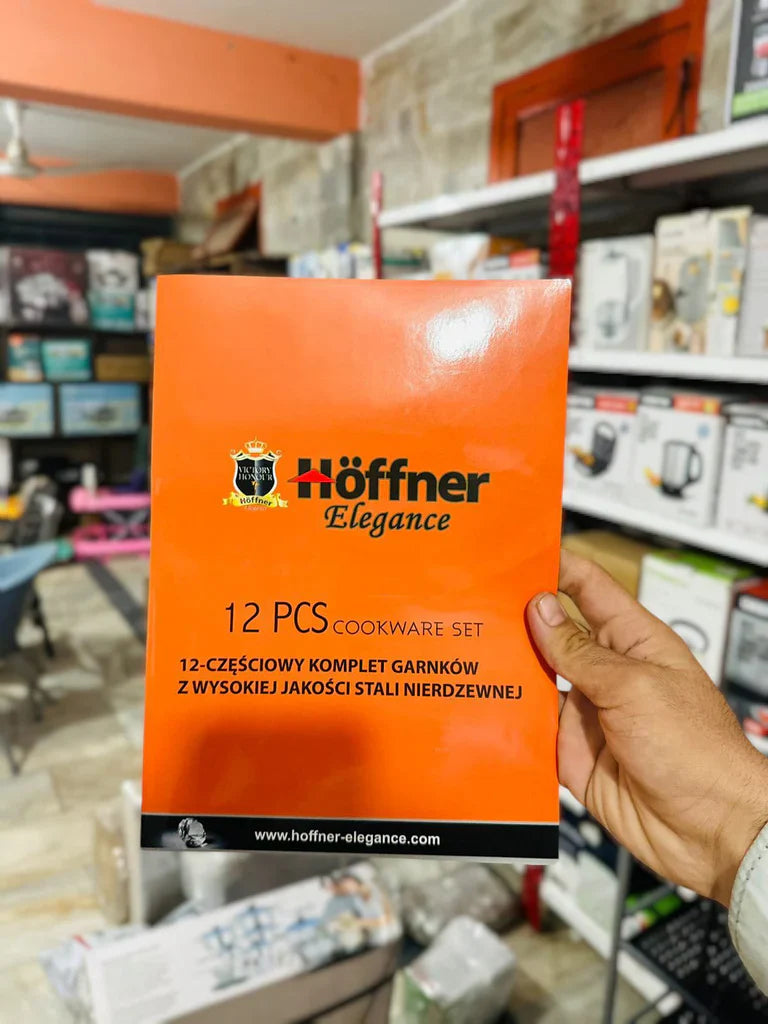 VICTORY
HONOUR
Höffner
Höffner
Elegance
12 PCS COOKWARE SET
12-CZĘŚCIOWY KOMPLET GARNKÓW
Z WYSOKIEJ JAKOŚCI STALI NIERDZEWNEJ
www.hoffner-elegance.com